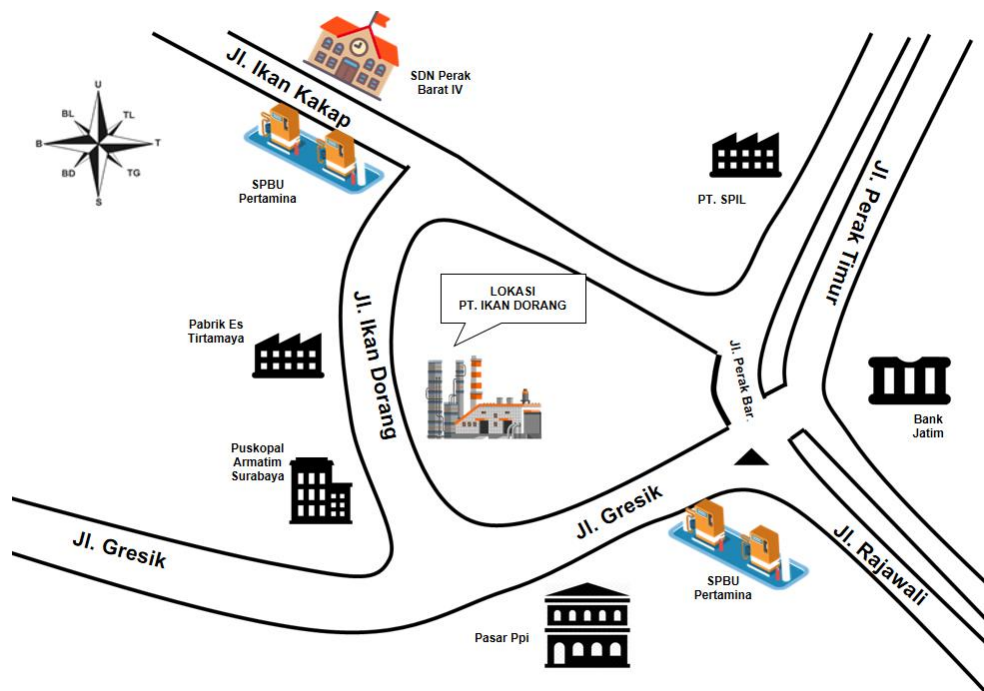 Jl. Ikan Kakap
SDN Perak
Barat IV
U
BL
TL
B
T
BD
TG
S
SPBU
Pertamina
PT. SPIL
Jl. Perak Timur
LOKASI
PT. IKAN DORANG
Jl. Ikan Dorang
Pabrik Es
Tirtamaya
Jl. Perak Bar.
Bank
Jatim
Puskopal
Armatim
Surabaya
Jl. Gresik
Jl. Gresik
Jl. Rajawali
SPBU
Pertamina
Pasar Ppi